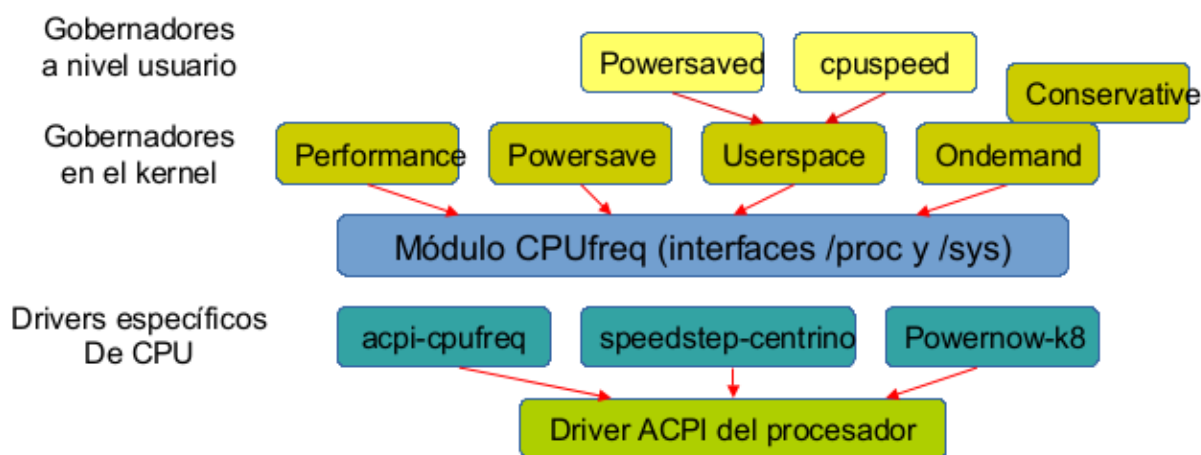 Gobernadores
a nivel usuario
Powersaved
cpuspeed
Conservative
Gobernadores
en el kernel
Performance
Powersave
Userspace
Ondemand
Módulo CPUfreq (interfaces /proc y /sys)
Drivers específicos
De CPU
acpi-cpufreq
speedstep-centrino
Powernow-k8
Driver ACPI del procesador